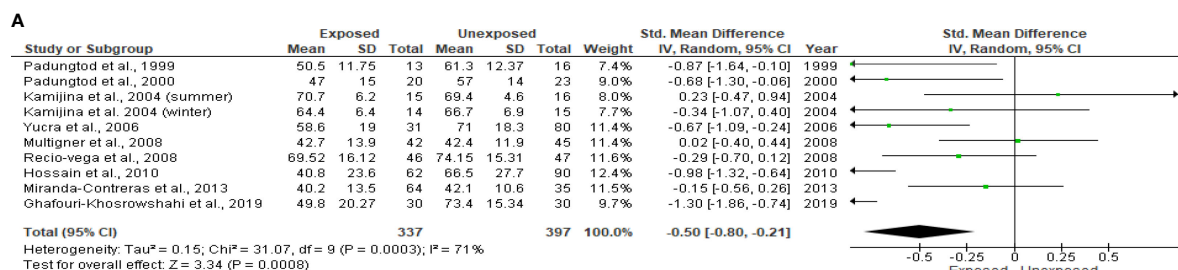 A
Exposed Unexposed Std. Mean Difference Std. Mean Difference
Study or Subgroup Mean SD Total Mean SD Total Weight IV, Random, 95% CI Year IV, Random, 95% CI
Padungtod et al., 1999 50.5 11.75 13 61.3 12.37 16 7.4% -0.87 [-1.64, -0.10] 1999
Padungtod et al., 2000 47 15 20 57 14 23 9.0% -0.68 [-1.30, -0.06] 2000
Kamijina et al., 2004 (summer) 70.7 6.2 15 69.4 4.6 16 8.0% 0.23 [-0.47, 0.94] 2004
Kamijina et al. 2004 (winter) 64.4 6.4 14 66.7 6.9 15 7.7% -0.34 [-1.07, 0.40] 2004
Yucra et al., 2006 58.6 19 31 71 18.3 80 11.4% -0.67 [-1.09, -0.24] 2006
Multigner et al., 2008 42.7 13.9 42 42.4 11.9 45 11.5% 0.02 [-0.40, 0.44] 2008
Recio-vega et al., 2008 69.52 16.12 46 74.15 15.31 47 11.6% -0.29 [-0.70, 0.12] 2008
Hossain et al., 2010 40.8 23.6 62 66.5 27.7 90 12.4% -0.98 [-1.32, -0.64] 2010
Miranda-Contreras et al., 2013 40.2 13.5 64 42.1 10.6 35 11.6% -0.15 [-0.56, 0.26] 2013
Ghafouri-Khosrowshahi et al., 2019 49.8 20.27 30 73.4 15.34 30 9.6% -1.30 [-1.86, -0.74] 2019
Total (95% CI) 337 397 100.0% -0.50 [-0.80, -0.21]
Heterogeneity: Tau² = 0.15; Chi² = 31.07, df = 9 (P = 0.0003); I² = 71%
Test for overall effect: Z = 3.34 (P = 0.0008)
-0.5 -0.25 0 0.25 0.5
Exposed Unexposed